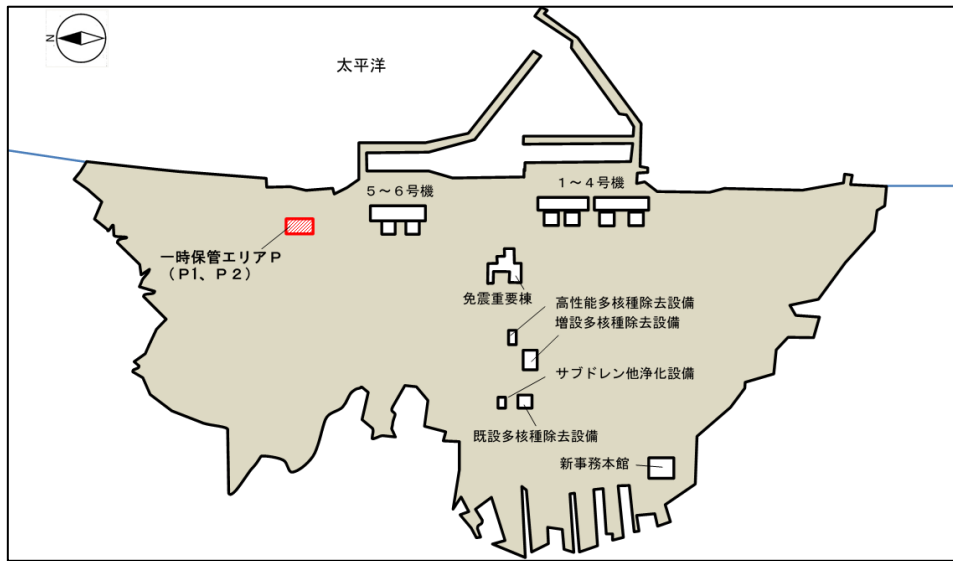 N
太平洋
５～６号機
１～４号機
一時保管エリアＰ
（Ｐ1、Ｐ２）
免震重要棟
高性能多核種除去設備
増設多核種除去設備
サブドレン他浄化設備
既設多核種除去設備
新事務本館